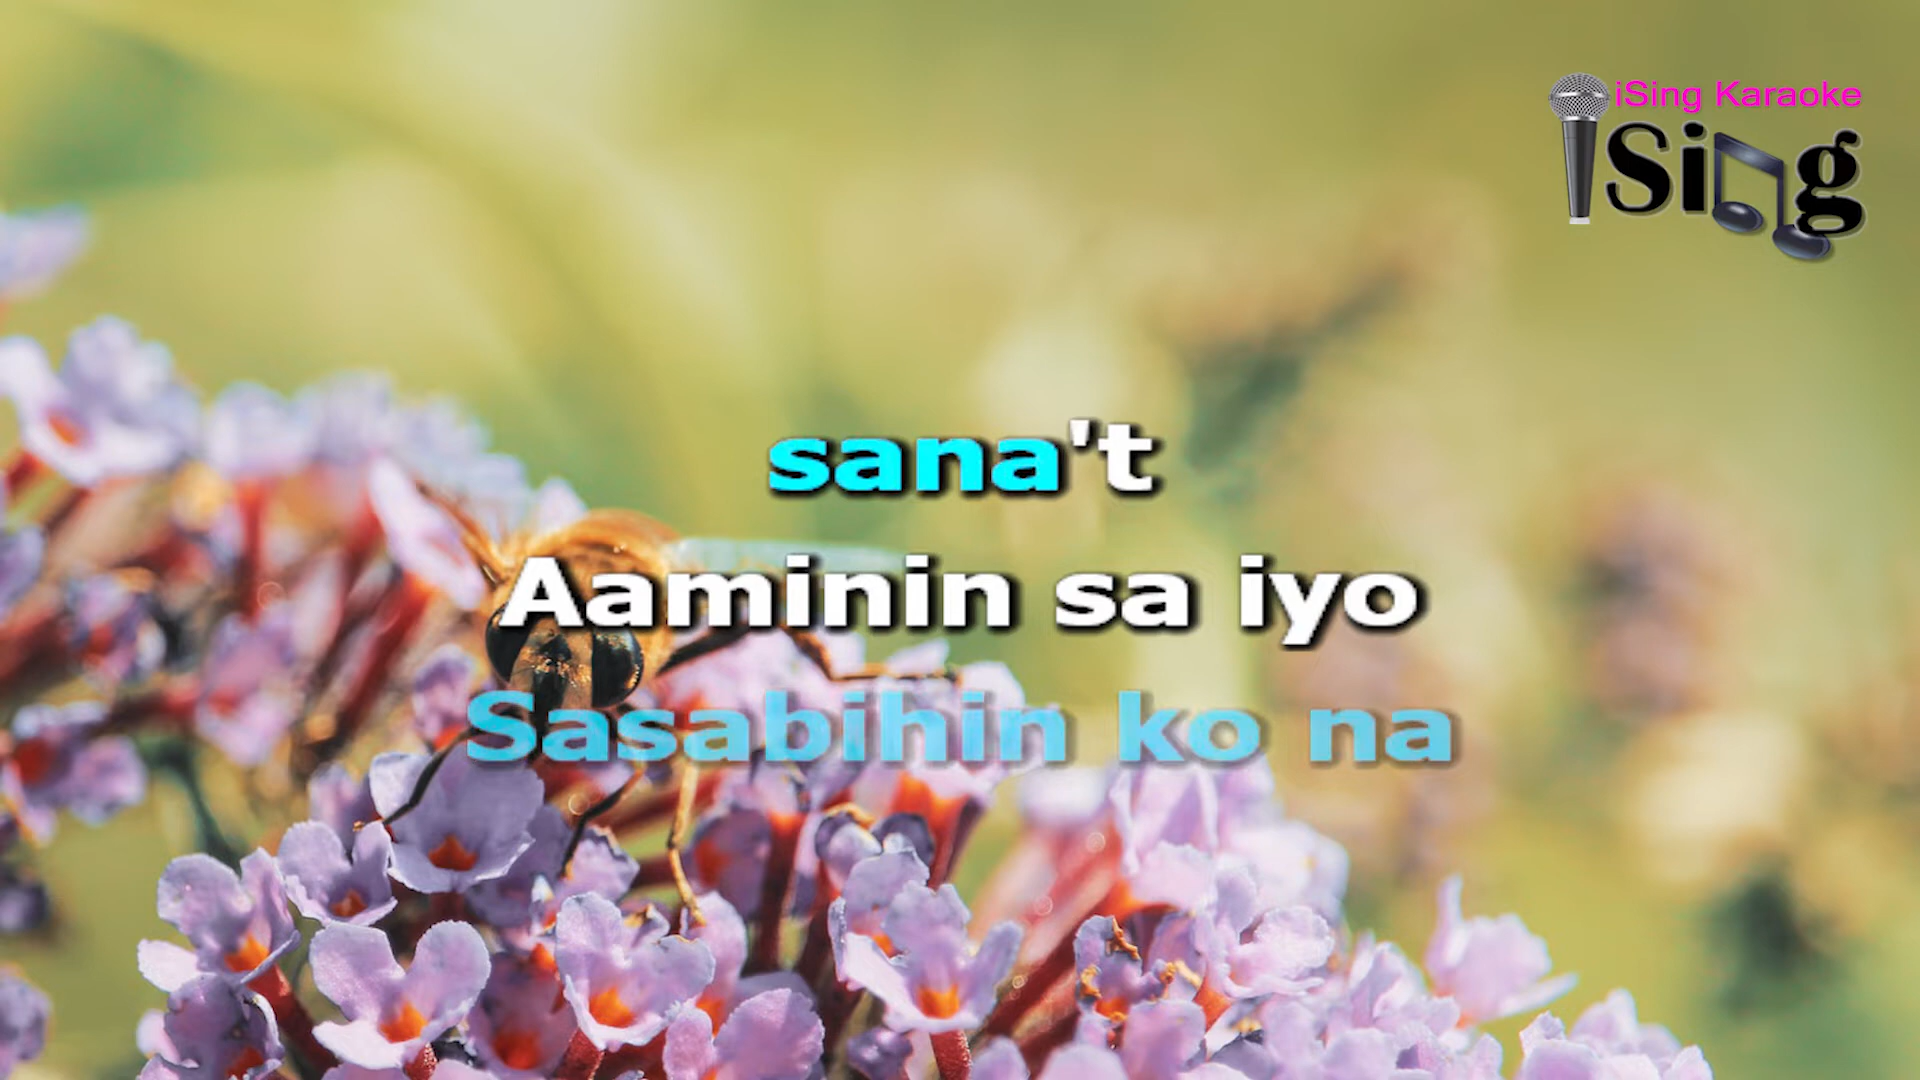 iSing Karaoke
iSing
sana't
Aaminin sa iyo
Sasabihin ko na